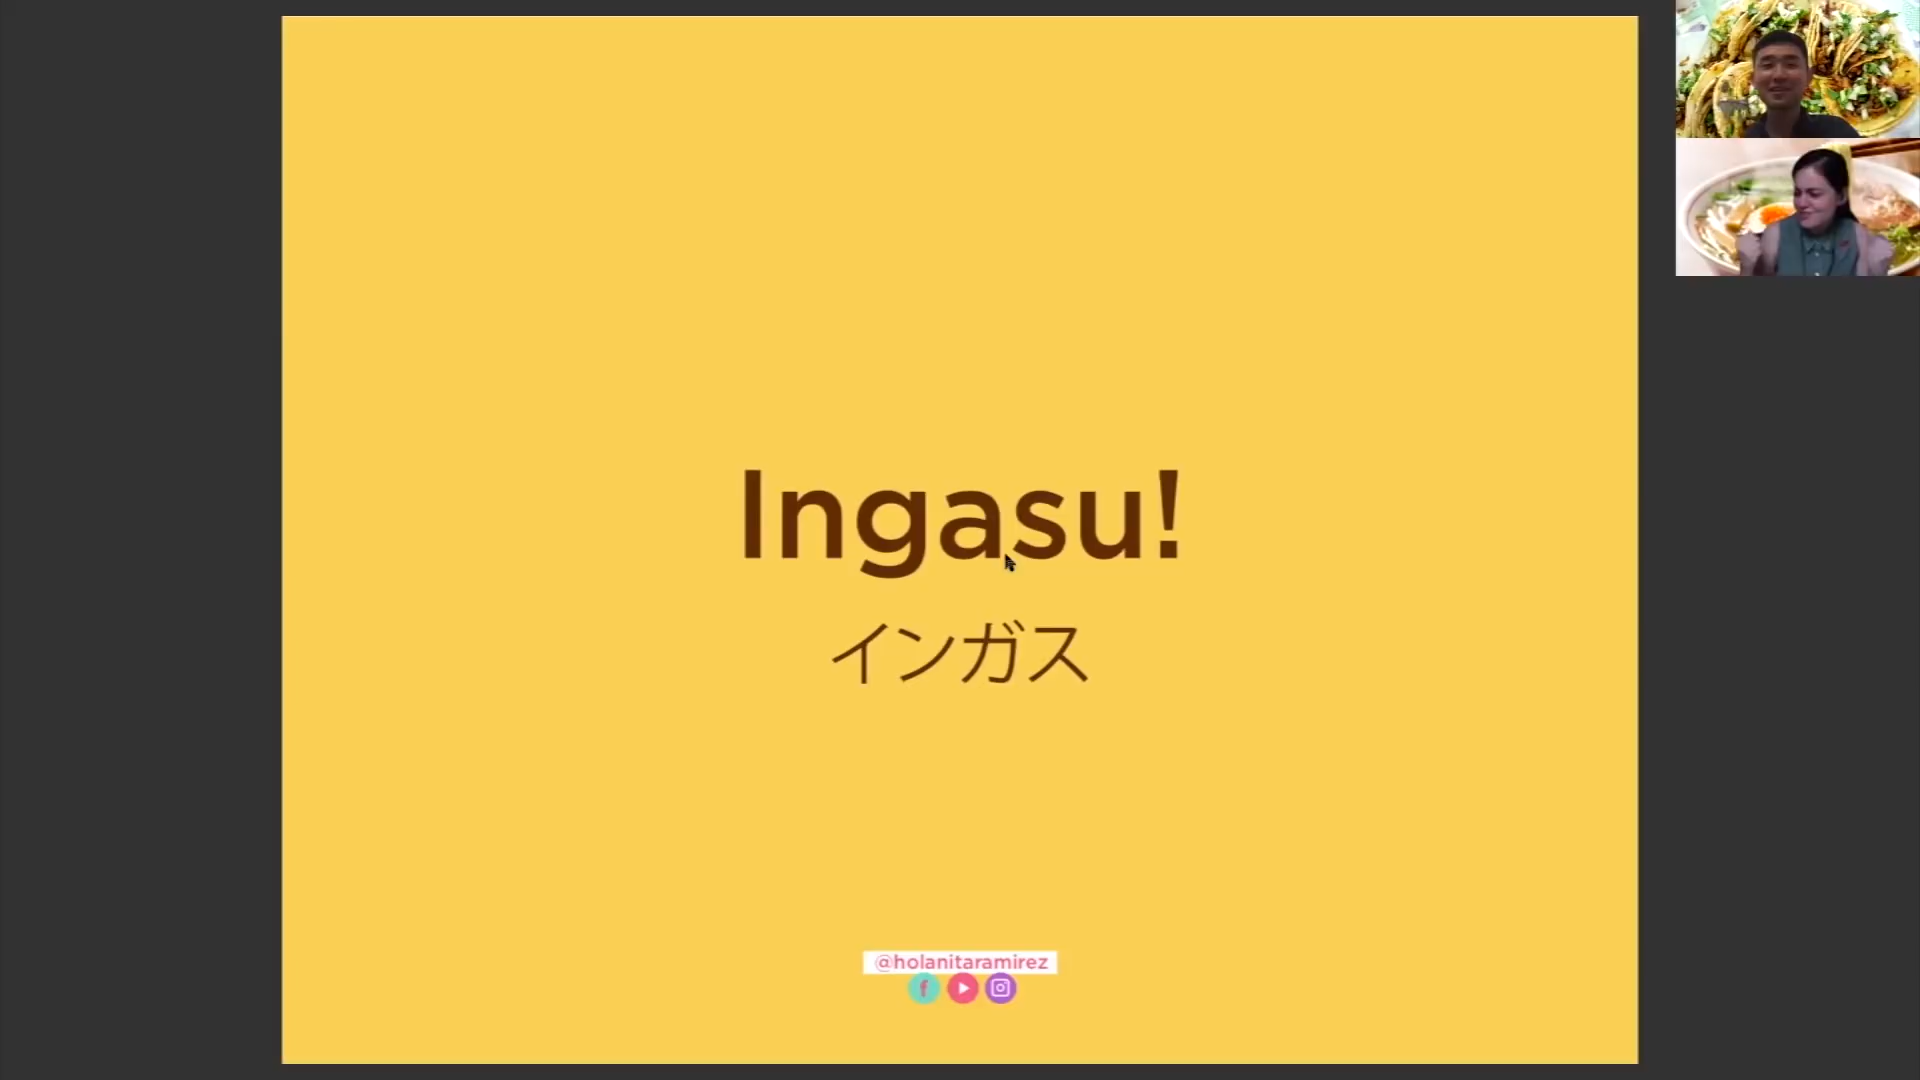 Ingasu!
インガス
@holanitaramirez